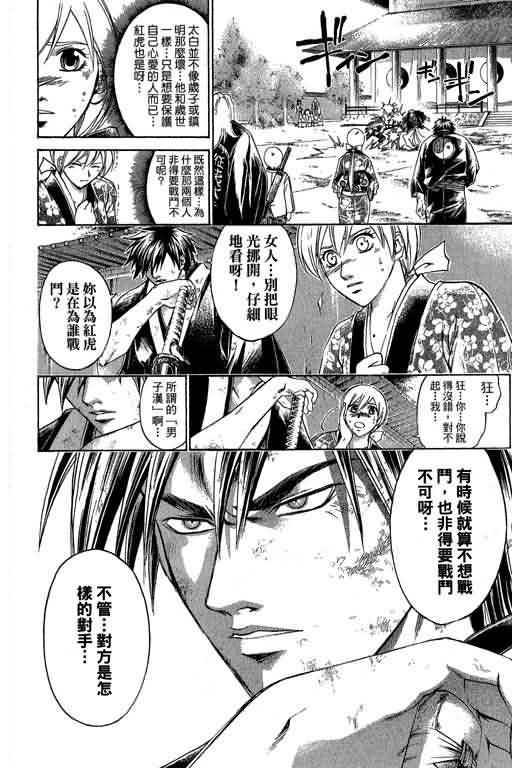 太白並不像歲子或鎮
明那麼壞…他和歲世
一樣…只是想要保護
自己心愛的人而已…
紅虎也是呀…
既然這樣…為
什麼那兩個人
非得要戰鬥不
可呢？
女人…別把眼
光挪開，仔細
地看呀！
妳以為紅虎
是在為誰戰
鬥？
狂…
狂…你…你說
得沒錯…對不
起…我…
所謂的「男
子漢」啊…
有時候就算不想戰
鬥，也非得要戰鬥
不可呀…
不管…對方是怎
樣的對手…